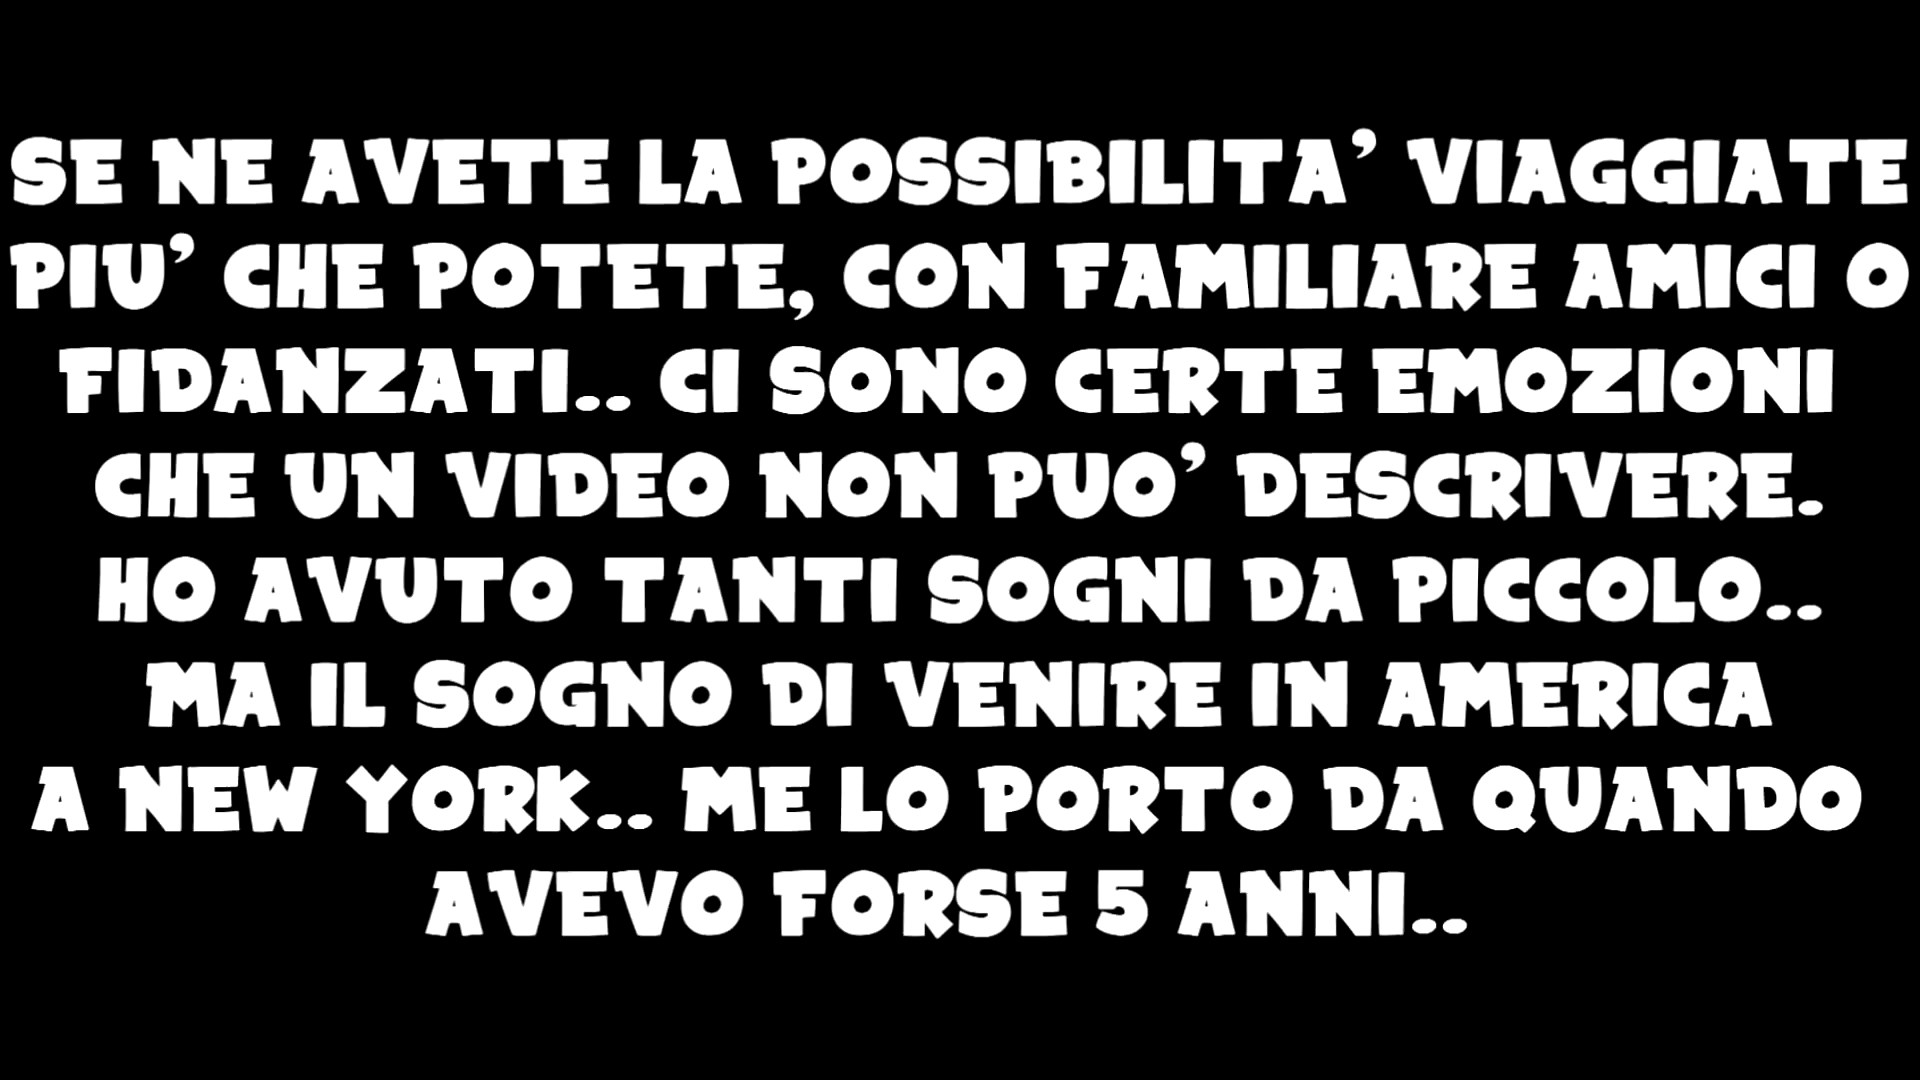 SE NE AVETE LA POSSIBILITA' VIAGGIATE
PIU' CHE POTETE, CON FAMILIARE AMICI O
FIDANZATI.. CI SONO CERTE EMOZIONI
CHE UN VIDEO NON PUO' DESCRIVERE.
HO AVUTO TANTI SOGNI DA PICCOLO..
MA IL SOGNO DI VENIRE IN AMERICA
A NEW YORK.. ME LO PORTO DA QUANDO
AVEVO FORSE 5 ANNI..